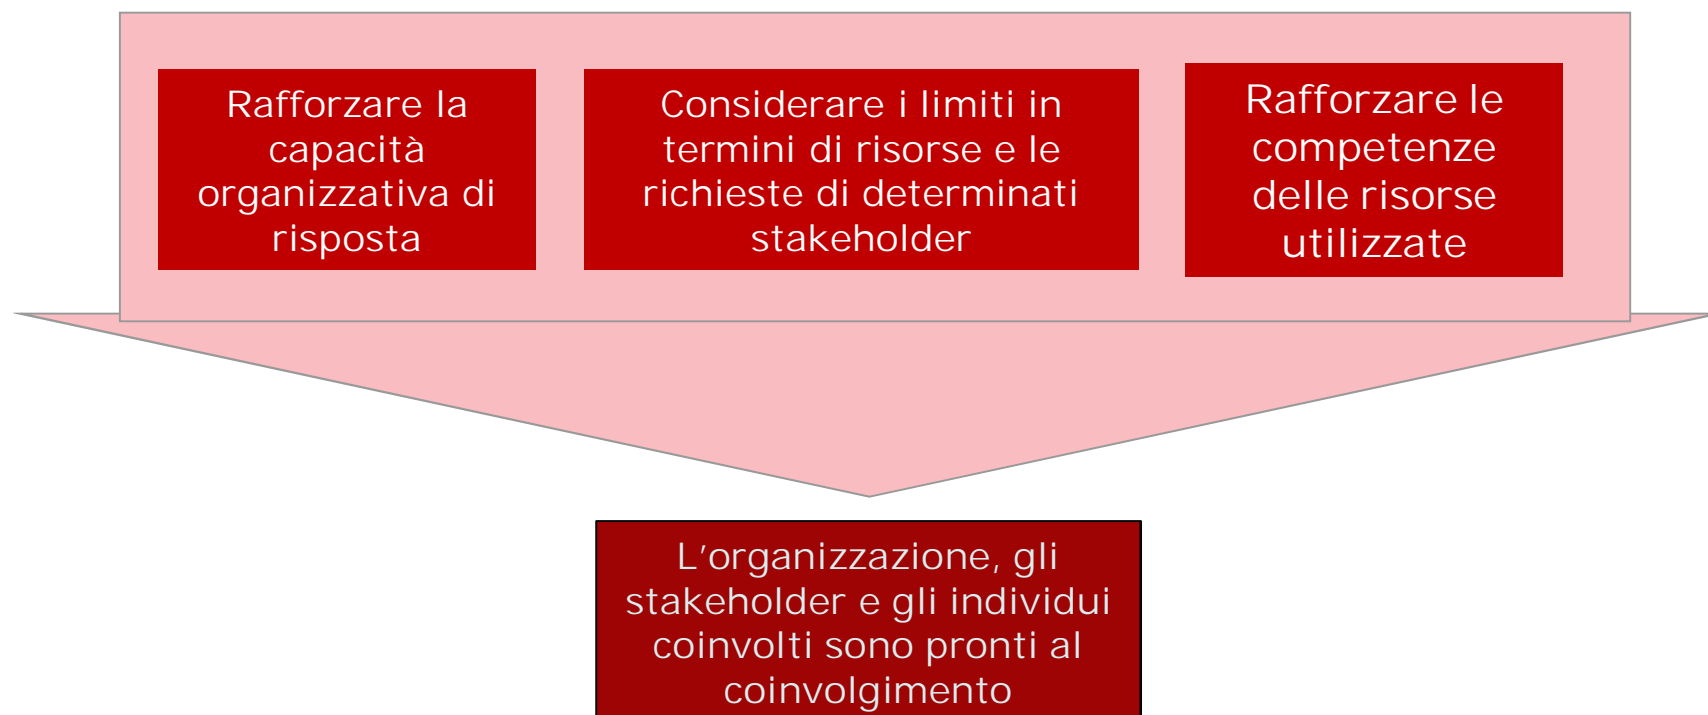 Rafforzare la
capacità
organizzativa di
risposta
Considerare i limiti in
termini di risorse e le
richieste di determinati
stakeholder
Rafforzare le
competenze
delle risorse
utilizzate
L'organizzazione, gli
stakeholder e gli individui
coinvolti sono pronti al
coinvolgimento